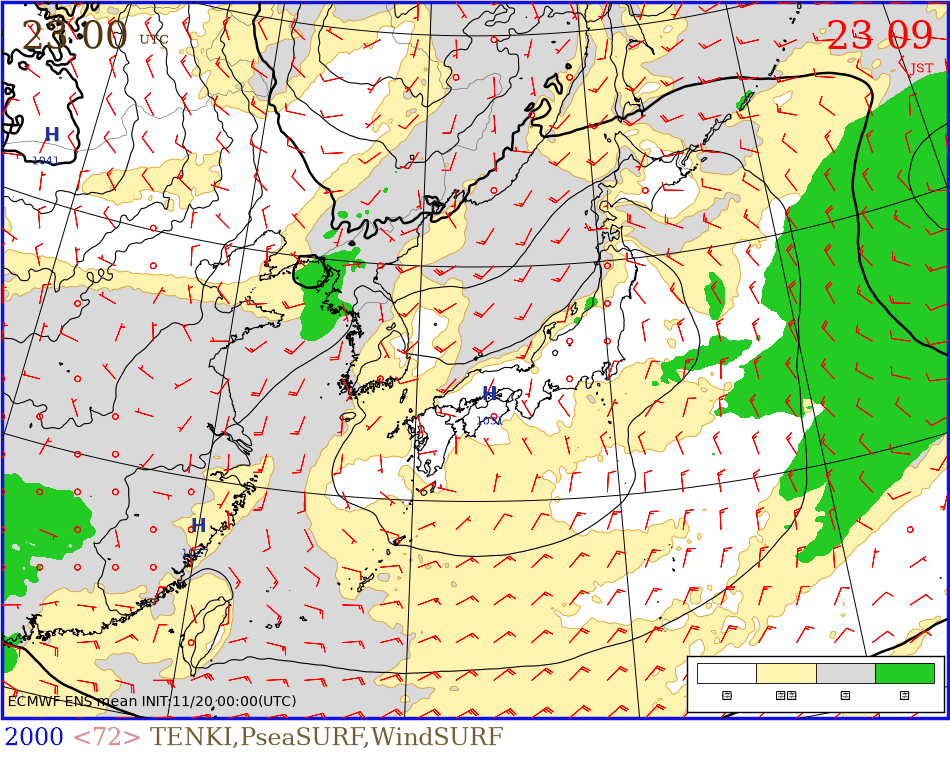 23 00 UTC
23 09
JST
H
1041
H
H
ECMWF ENS mean INIT:11/20 00:00(UTC)
2000 <72> TENKI,PseaSURF,WindSURF